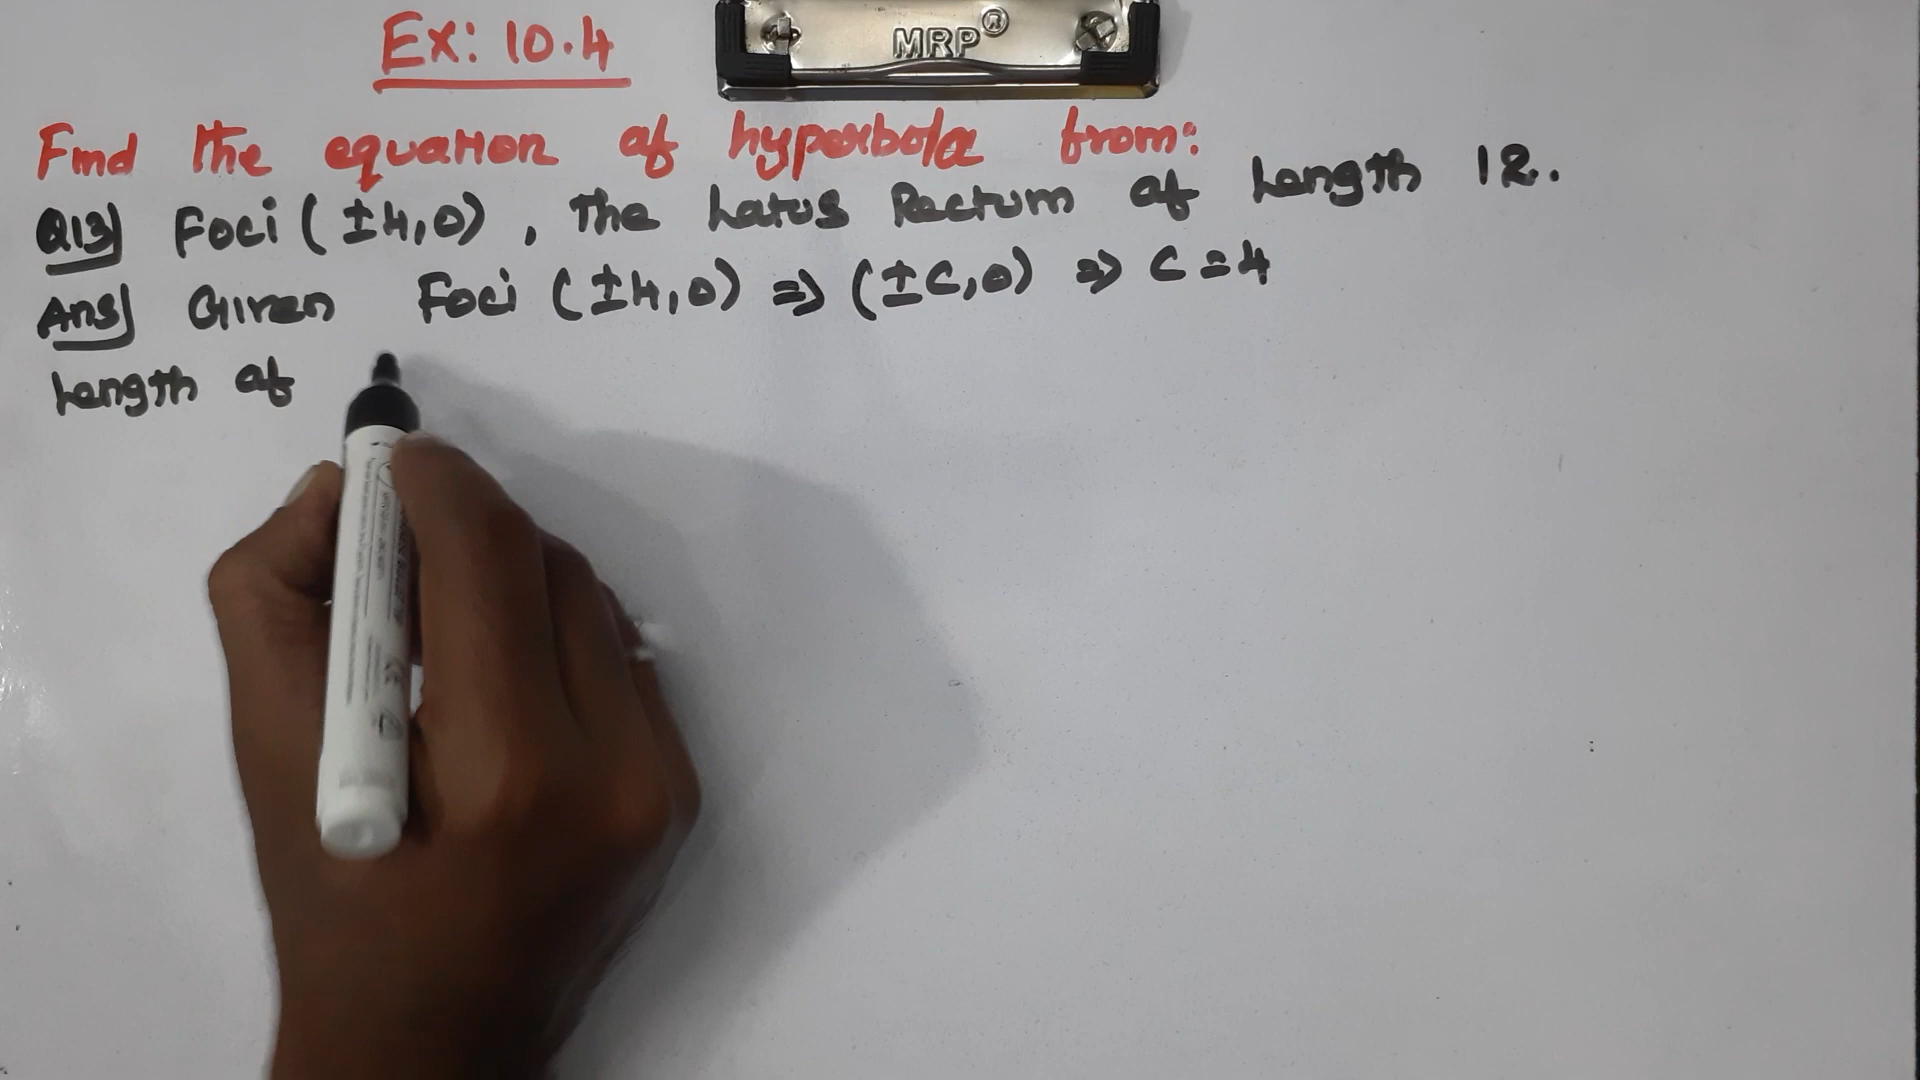 Ex: 10.4
MRP®
Find the equation of hyperbola from:
Q13) Foci (±4,0), The Latus Rectum of Length 12.
Ans) Given Foci (±4,0) => (±C,0) => C=4
Length of